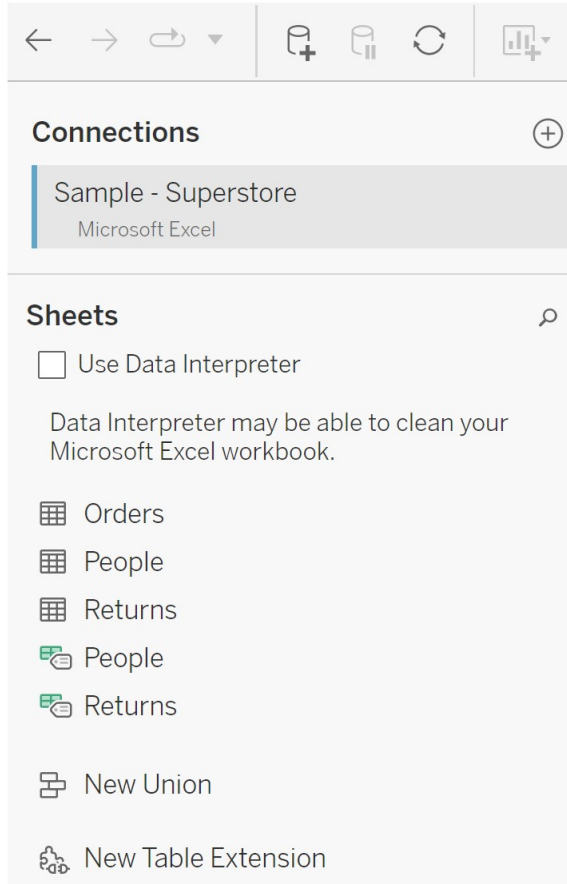 Connections
Sample - Superstore
Microsoft Excel
Sheets
Use Data Interpreter
Data Interpreter may be able to clean your
Microsoft Excel workbook.
Orders
People
Returns
People
Returns
New Union
New Table Extension